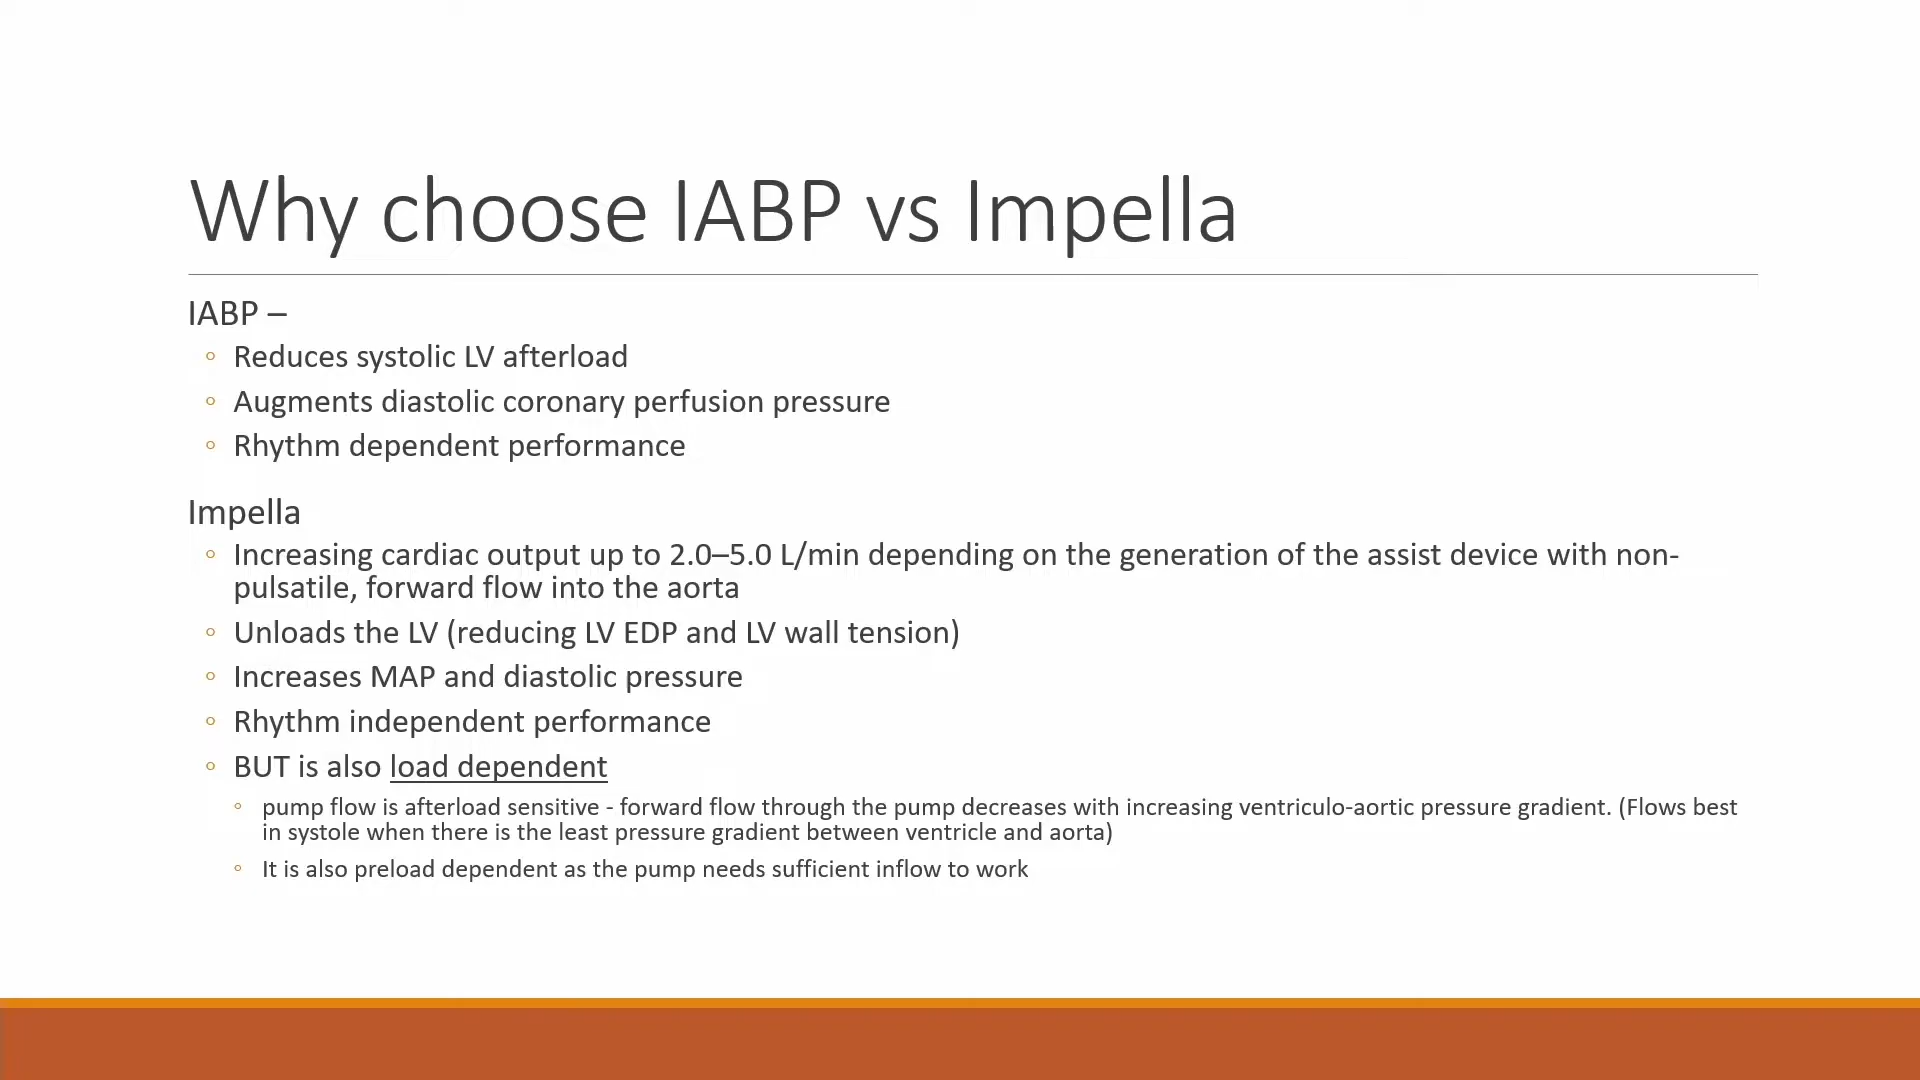 Why choose IABP vs Impella
IABP –
◦ Reduces systolic LV afterload
◦ Augments diastolic coronary perfusion pressure
◦ Rhythm dependent performance
Impella
◦ Increasing cardiac output up to 2.0–5.0 L/min depending on the generation of the assist device with non-
pulsatile, forward flow into the aorta
◦ Unloads the LV (reducing LV EDP and LV wall tension)
◦ Increases MAP and diastolic pressure
◦ Rhythm independent performance
◦ BUT is also load dependent
◦ pump flow is afterload sensitive - forward flow through the pump decreases with increasing ventriculo-aortic pressure gradient. (Flows best
in systole when there is the least pressure gradient between ventricle and aorta)
◦ It is also preload dependent as the pump needs sufficient inflow to work